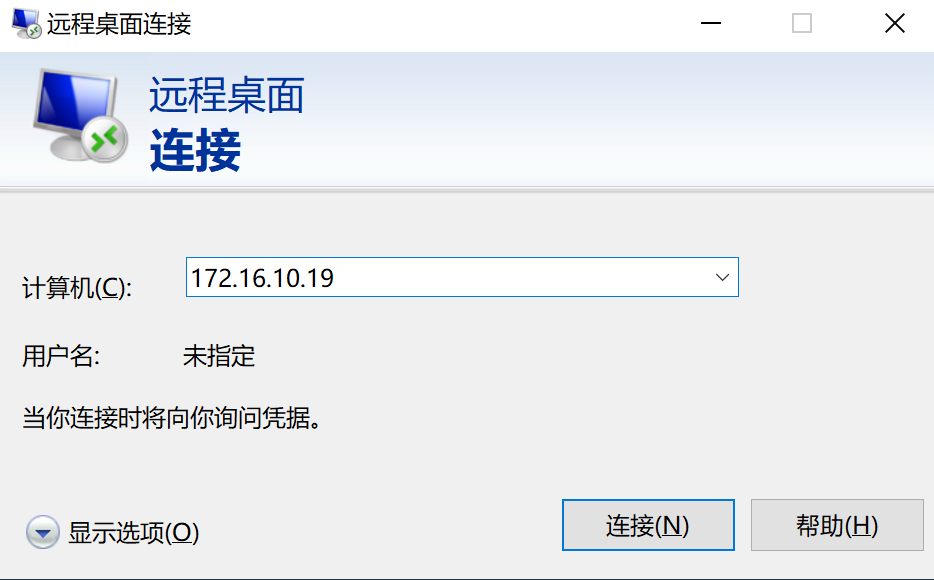 远程桌面连接
远程桌面
连接
计算机(C): 172.16.10.19
用户名: 未指定
当你连接时将向你询问凭据。
显示选项(O) 连接(N) 帮助(H)